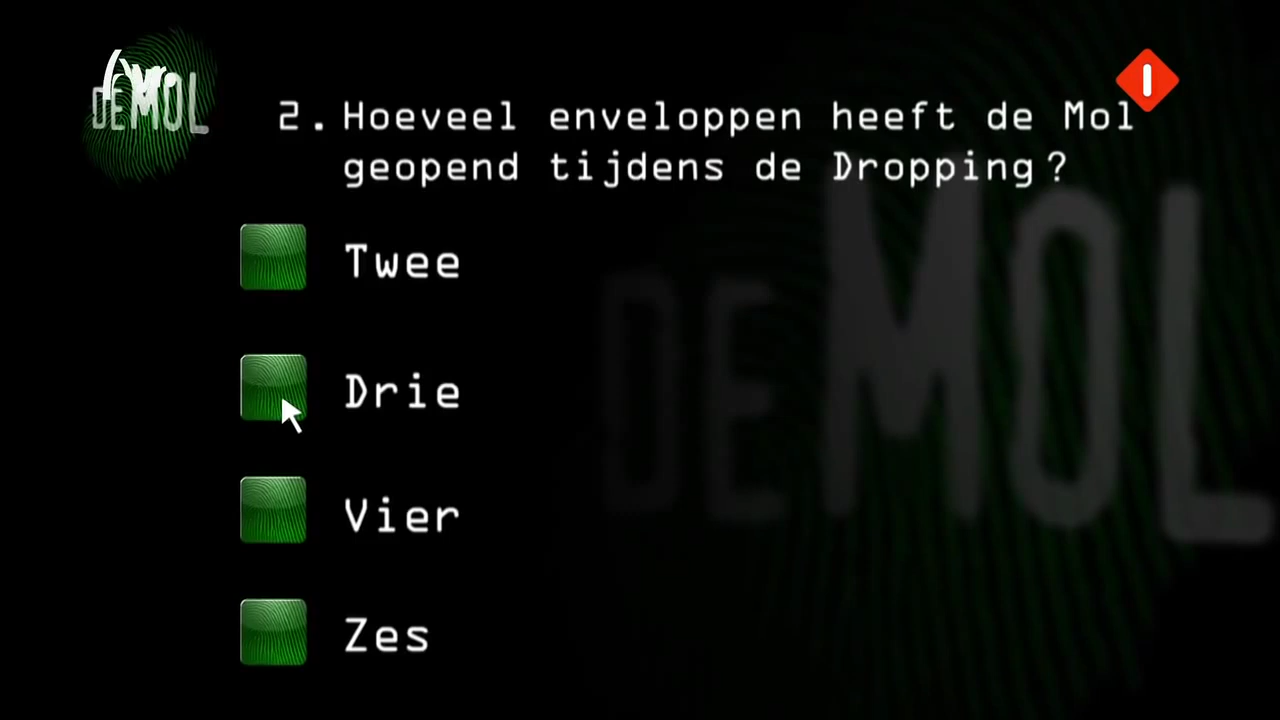 DE MOL
2. Hoeveel enveloppen heeft de Mol
geopend tijdens de Dropping?
Twee
Drie
Vier
Zes
DE MOL